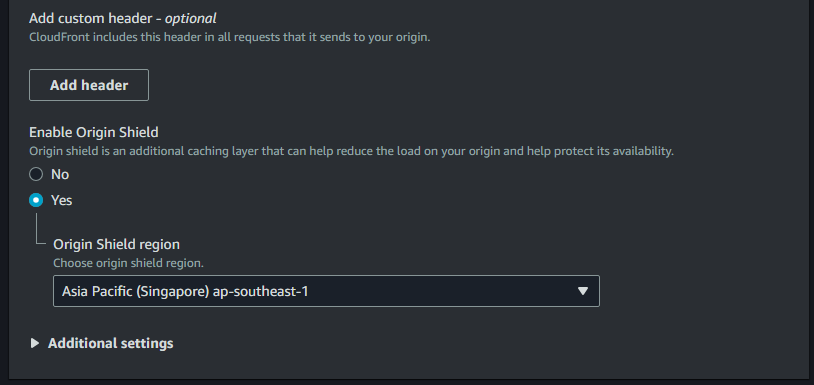 Add custom header - optional
CloudFront includes this header in all requests that it sends to your origin.
Add header
Enable Origin Shield
Origin shield is an additional caching layer that can help reduce the load on your origin and help protect its availability.
No
Yes
Origin Shield region
Choose origin shield region.
Asia Pacific (Singapore) ap-southeast-1
Additional settings